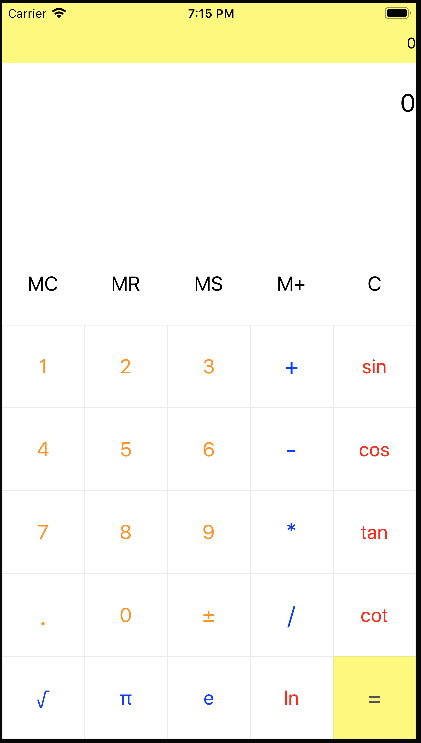 Carrier 7:15 PM
0
0
MC MR MS M+ C
1 2 3 + sin
4 5 6 - cos
7 8 9 * tan
. 0 ± / cot
√ π e ln =